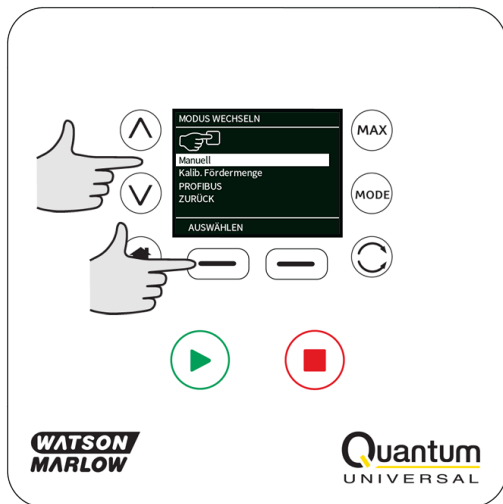 MODUS WECHSELN
Manuell
Kalib. Fördermenge
PROFIBUS
ZURÜCK
AUSWÄHLEN
MAX
MODE
WATSON
MARLOW
Quantum
UNIVERSAL